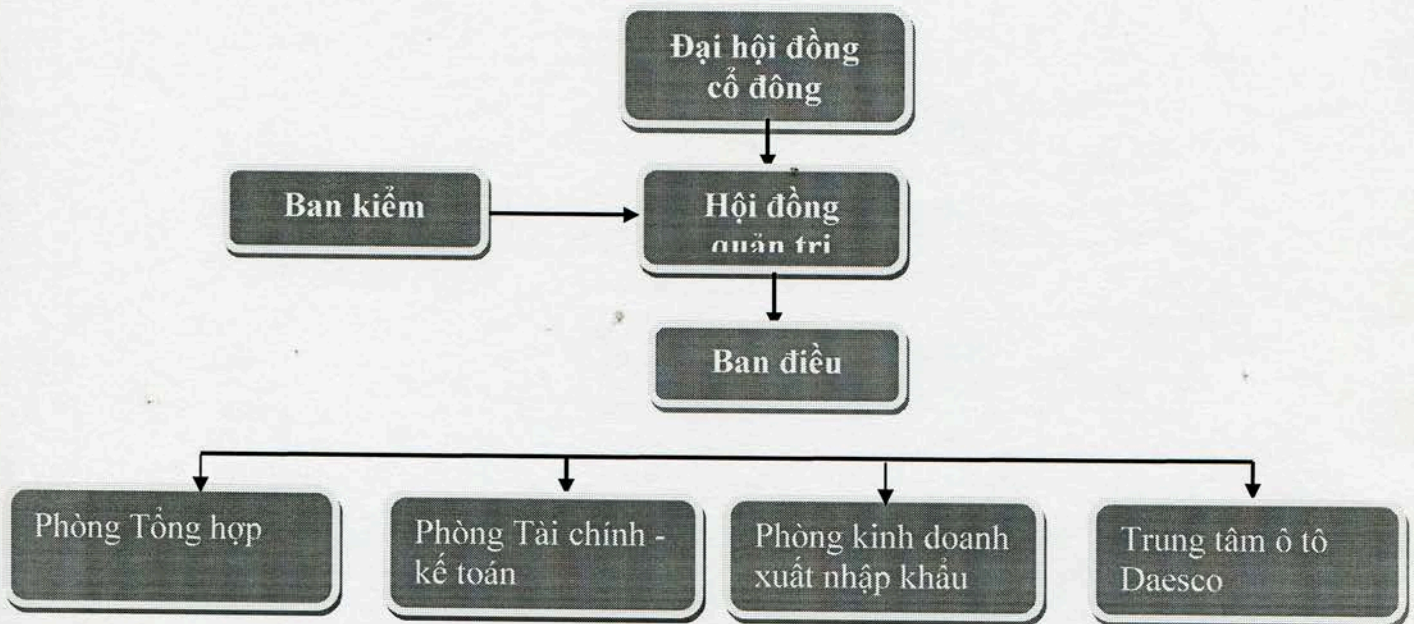 Đại hội đồng
cổ đông
Ban kiểm
Hội đồng
quản trị
Ban điều
Phòng Tổng hợp
Phòng Tài chính -
kế toán
Phòng kinh doanh
xuất nhập khẩu
Trung tâm ô tô
Daesco